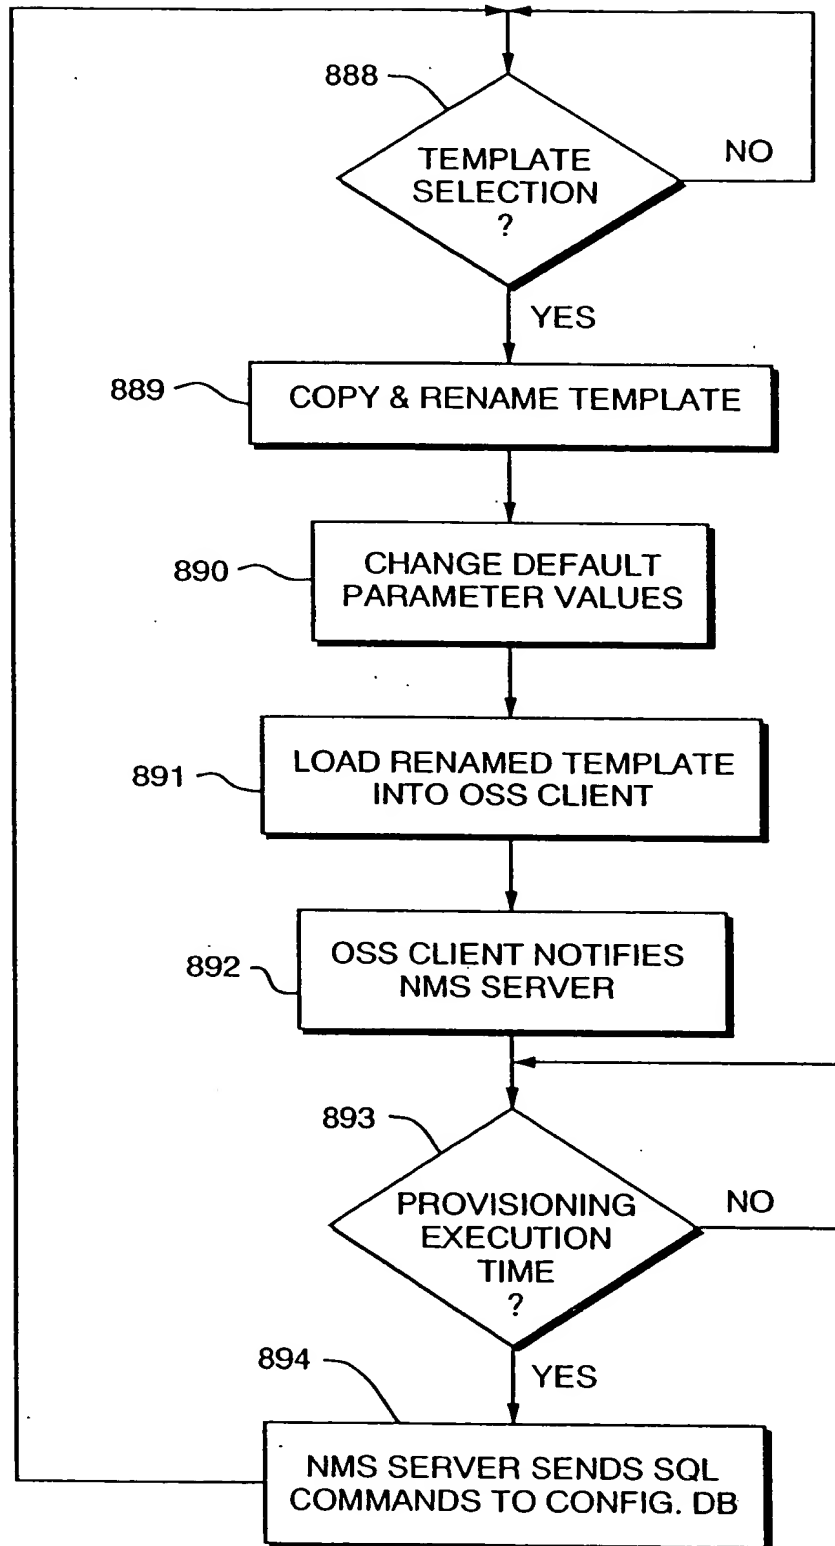 888
TEMPLATE
SELECTION
?
NO
YES
889
COPY & RENAME TEMPLATE
890
CHANGE DEFAULT
PARAMETER VALUES
891
LOAD RENAMED TEMPLATE
INTO OSS CLIENT
892
OSS CLIENT NOTIFIES
NMS SERVER
893
PROVISIONING
EXECUTION
TIME
?
NO
YES
894
NMS SERVER SENDS SQL
COMMANDS TO CONFIG. DB